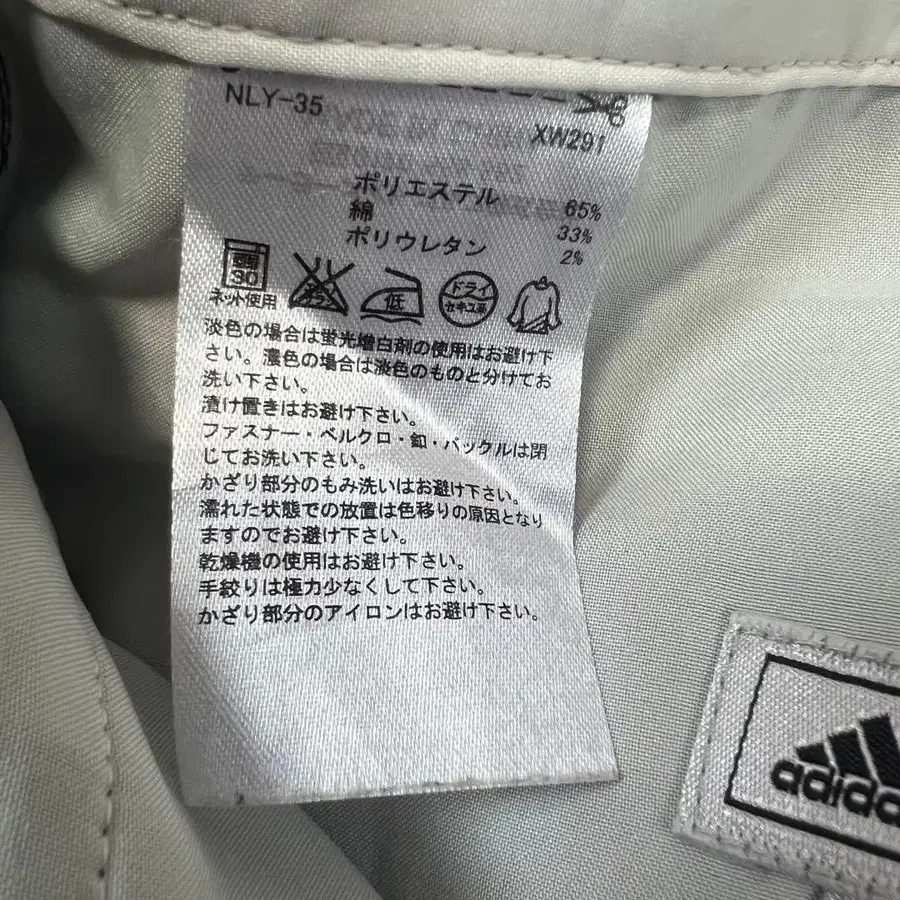 NLY-35
XW291
ポリエステル 65%
綿 33%
ポリウレタン 2%
30
ネット使用
低
ドライ
セキユ系
淡色の場合は蛍光増白剤の使用はお避け下
さい。濃色の場合は淡色のものと分けてお
洗い下さい。
漬け置きはお避け下さい。
ファスナー・ベルクロ・釦・バックルは閉
じてお洗い下さい。
かざり部分のもみ洗いはお避け下さい。
濡れた状態での放置は色移りの原因となり
ますのでお避け下さい。
乾燥機の使用はお避け下さい。
手絞りは極力少なくして下さい。
かざり部分のアイロンはお避け下さい。
adidas